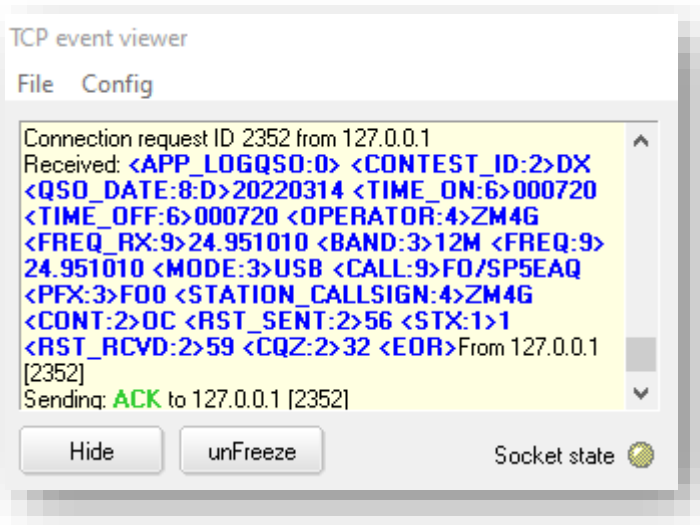 TCP event viewer
File Config
Connection request ID 2352 from 127.0.0.1
Received: <APP_LOGQSO:0> <CONTEST_ID:2>DX
<QSO_DATE:8:D>20220314 <TIME_ON:6>000720
<TIME_OFF:6>000720 <OPERATOR:4>ZM4G
<FREQ_RX:9>24.951010 <BAND:3>12M <FREQ:9>
24.951010 <MODE:3>USB <CALL:9>FO/SP5EAQ
<PFX:3>FO0 <STATION_CALLSIGN:4>ZM4G
<CONT:2>OC <RST_SENT:2>56 <STX:1>1
<RST_RCVD:2>59 <CQZ:2>32 <EOR>From 127.0.0.1
[2352]
Sending: ACK to 127.0.0.1 [2352]
Hide unFreeze Socket state